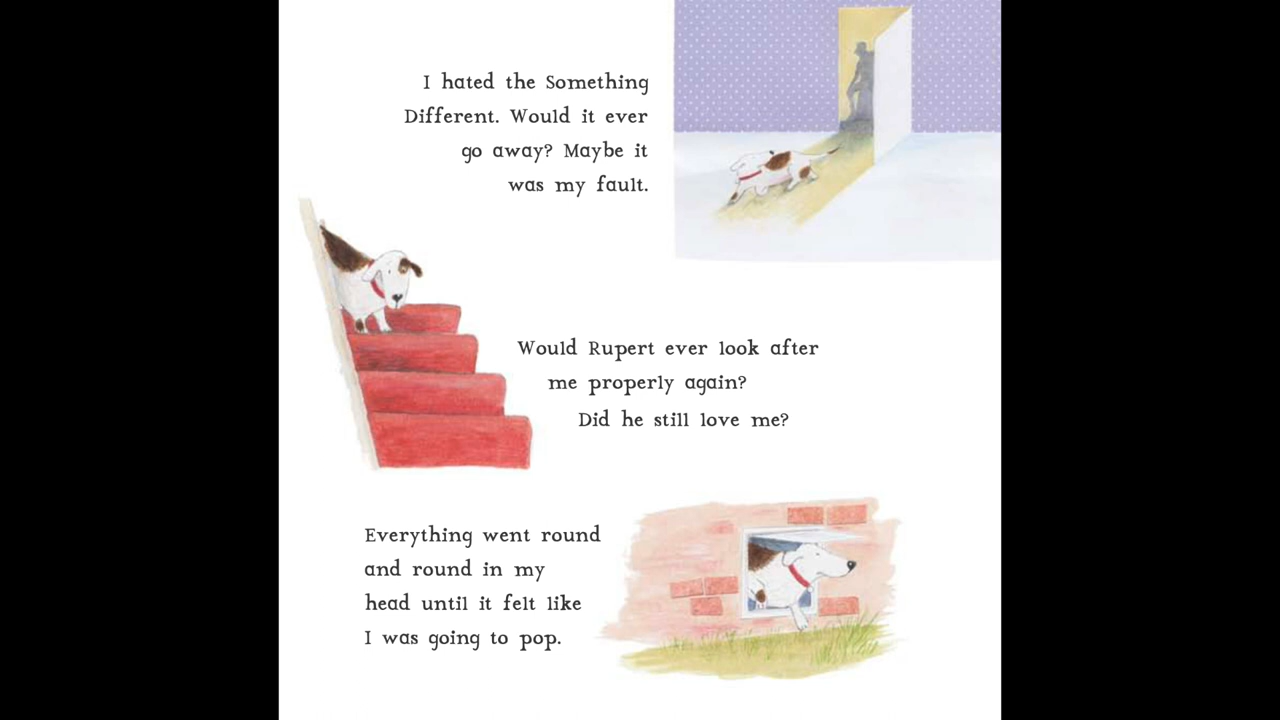 I hated the Something
Different. Would it ever
go away? Maybe it
was my fault.
Would Rupert ever look after
me properly again?
Did he still love me?
Everything went round
and round in my
head until it felt like
I was going to pop.